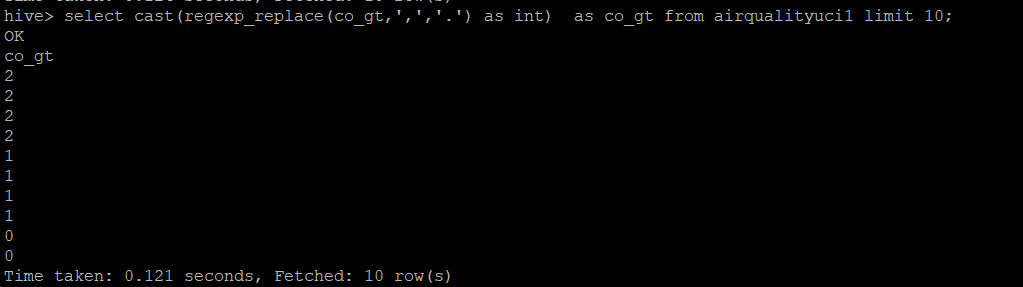 hive> select cast(regexp_replace(co_gt,',','.') as int)  as co_gt from airqualityuci1 limit 10;
OK
co_gt
2
2
2
2
1
1
1
1
0
0
Time taken: 0.121 seconds, Fetched: 10 row(s)